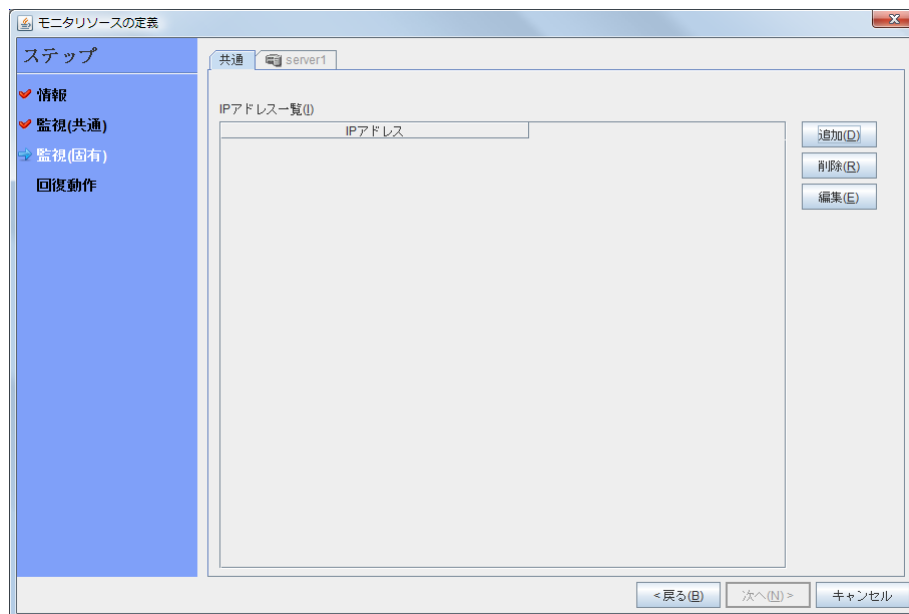 モニタリソースの定義
ステップ
情報
監視(共通)
監視(固有)
回復動作
共通 server1
IPアドレス一覧(I)
IPアドレス
追加(D)
削除(R)
編集(E)
<戻る(B) 次へ(N)> キャンセル